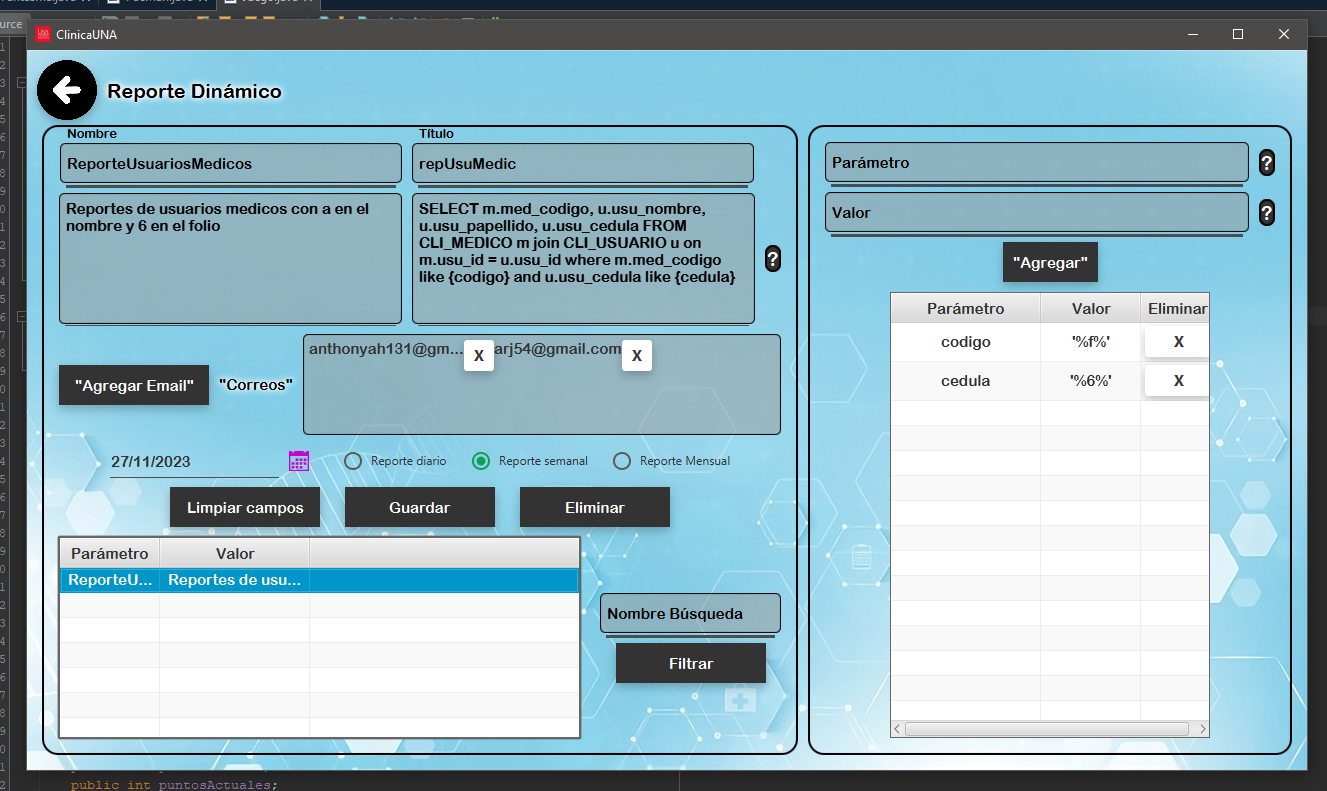 ource
ClinicaUNA
Reporte Dinámico
Nombre
Título
ReporteUsuariosMedicos
repUsuMedic
Reportes de usuarios medicos con a en el
nombre y 6 en el folio
SELECT m.med_codigo, u.usu_nombre,
u.usu_papellido, u.usu_cedula FROM
CLI_MEDICO m join CLI_USUARIO u on
m.usu_id = u.usu_id where m.med_codigo
like {codigo} and u.usu_cedula like {cedula}
?
"Agregar Email"
"Correos"
anthonyah131@gm...
X
arj54@gmail.com
X
27/11/2023
Reporte diario
Reporte semanal
Reporte Mensual
Limpiar campos
Guardar
Eliminar
Parámetro Valor
ReporteU... Reportes de usu...
Nombre Búsqueda
Filtrar
Parámetro
?
Valor
?
"Agregar"
Parámetro Valor Eliminar
codigo '%f%' X
cedula '%6%' X
public int puntosActuales;